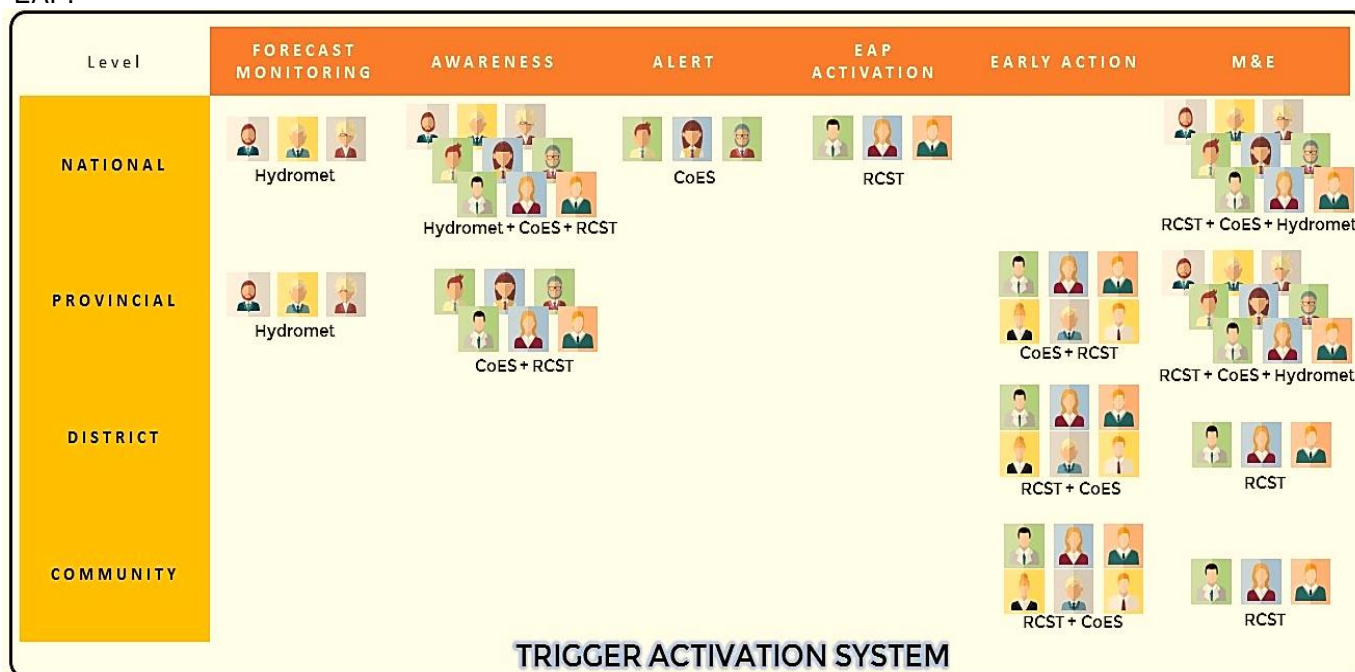 Level
FORECAST
MONITORING
AWARENESS
ALERT
EAP
ACTIVATION
EARLY ACTION
M&E
NATIONAL
Hydromet
Hydromet + CoES + RCST
CoES
RCST
RCST + CoES + Hydromet
PROVINCIAL
Hydromet
CoES + RCST
CoES + RCST
RCST + CoES + Hydromet
DISTRICT
RCST + CoES
RCST
COMMUNITY
RCST + CoES
RCST
TRIGGER ACTIVATION SYSTEM